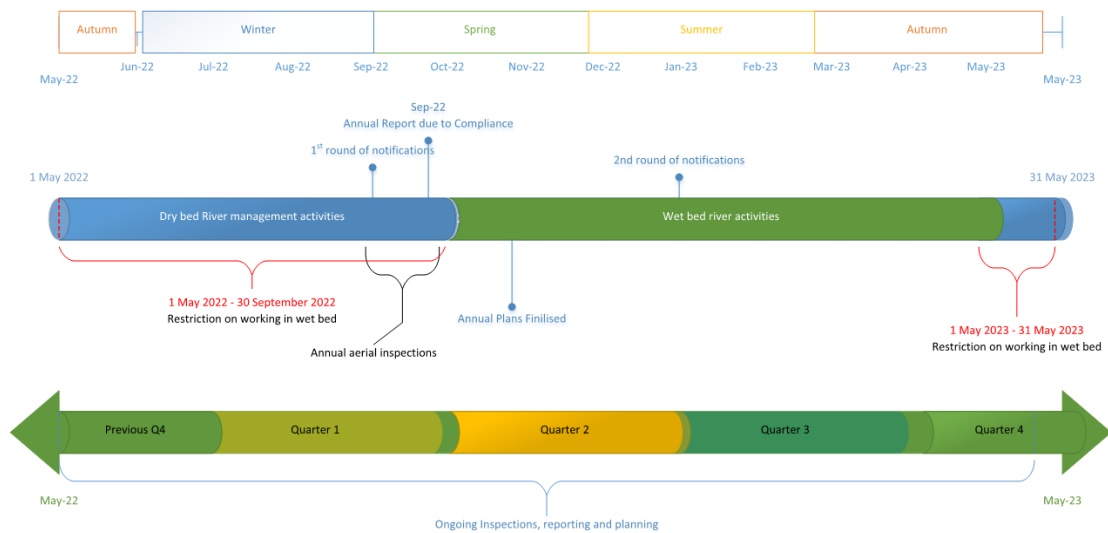 Autumn
Winter
Spring
Summer
Autumn
May-22
Jun-22
Jul-22
Aug-22
Sep-22
Oct-22
Nov-22
Dec-22
Jan-23
Feb-23
Mar-23
Apr-23
May-23
May-23
Sep-22
Annual Report due to Compliance
1st round of notifications
2nd round of notifications
1 May 2022
31 May 2023
Dry bed River management activities
Wet bed river activities
1 May 2022 - 30 September 2022
Restriction on working in wet bed
Annual Plans Finilised
1 May 2023 - 31 May 2023
Restriction on working in wet bed
Annual aerial inspections
Previous Q4
Quarter 1
Quarter 2
Quarter 3
Quarter 4
May-22
May-23
Ongoing Inspections, reporting and planning